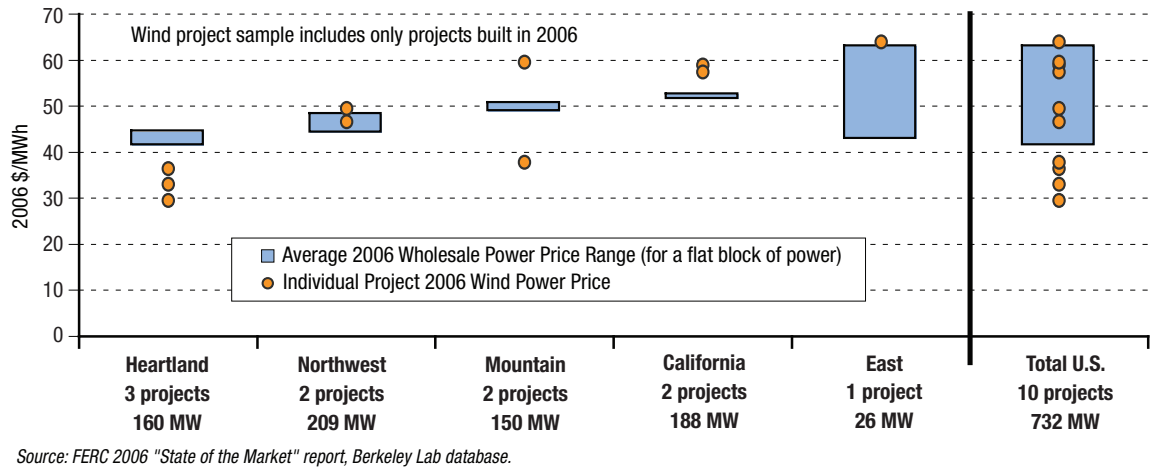 70
60
50
40
30
20
10
0
2006 $/MWh
Wind project sample includes only projects built in 2006
Average 2006 Wholesale Power Price Range (for a flat block of power)
Individual Project 2006 Wind Power Price
Heartland
3 projects
160 MW
Northwest
2 projects
209 MW
Mountain
2 projects
150 MW
California
2 projects
188 MW
East
1 project
26 MW
Total U.S.
10 projects
732 MW
Source: FERC 2006 "State of the Market" report, Berkeley Lab database.